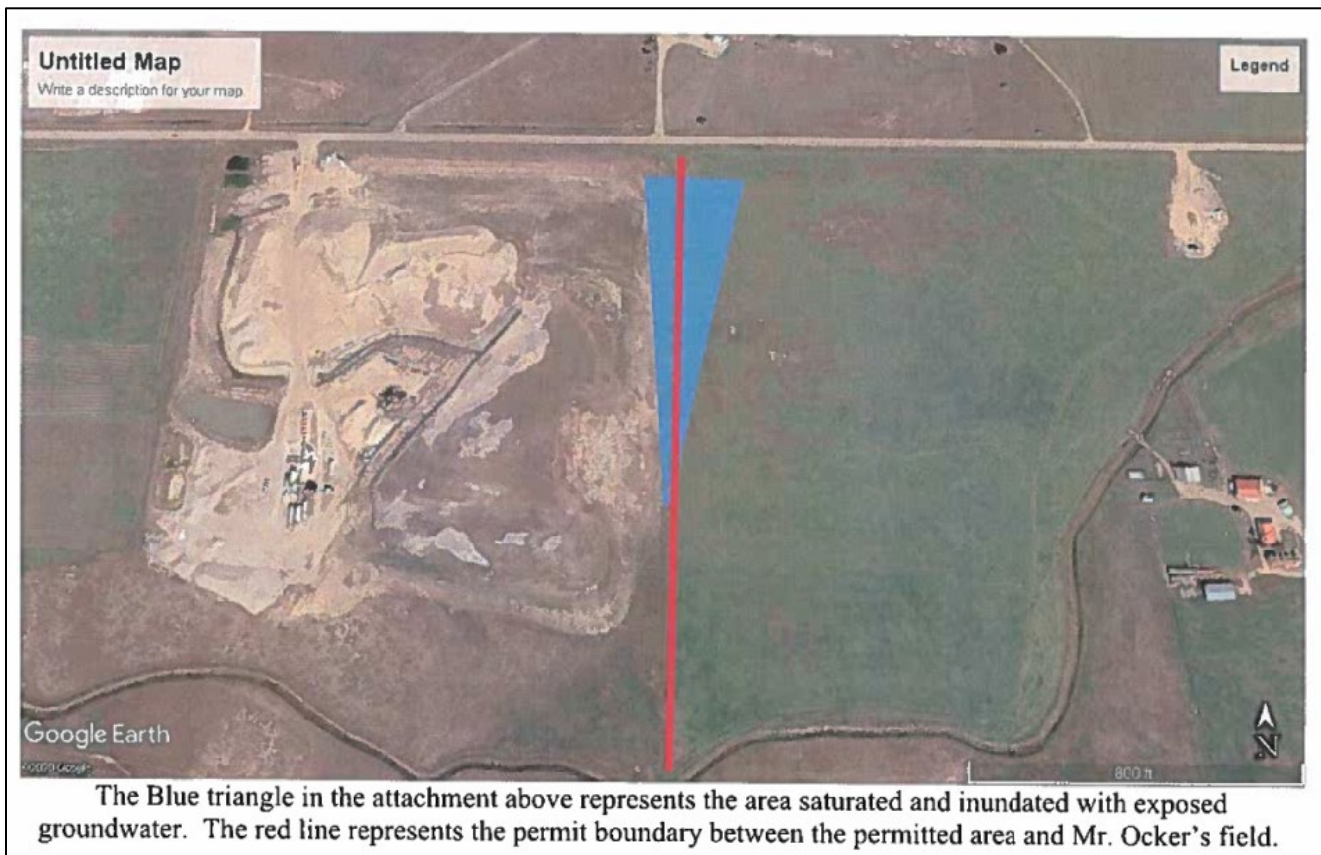 Untitled Map
Write a description for your map
Legend
Google Earth
©2020 Google
800 ft
N
The Blue triangle in the attachment above represents the area saturated and inundated with exposed
groundwater. The red line represents the permit boundary between the permitted area and Mr. Ocker's field.